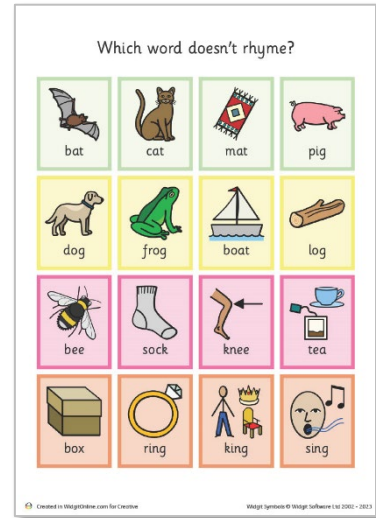 Which word doesn't rhyme?
bat cat mat pig
dog frog boat log
bee sock knee tea
box ring king sing
Created in WidgitOnline.com for Creative Widgit Symbols © Widgit Software Ltd 2002 - 2023